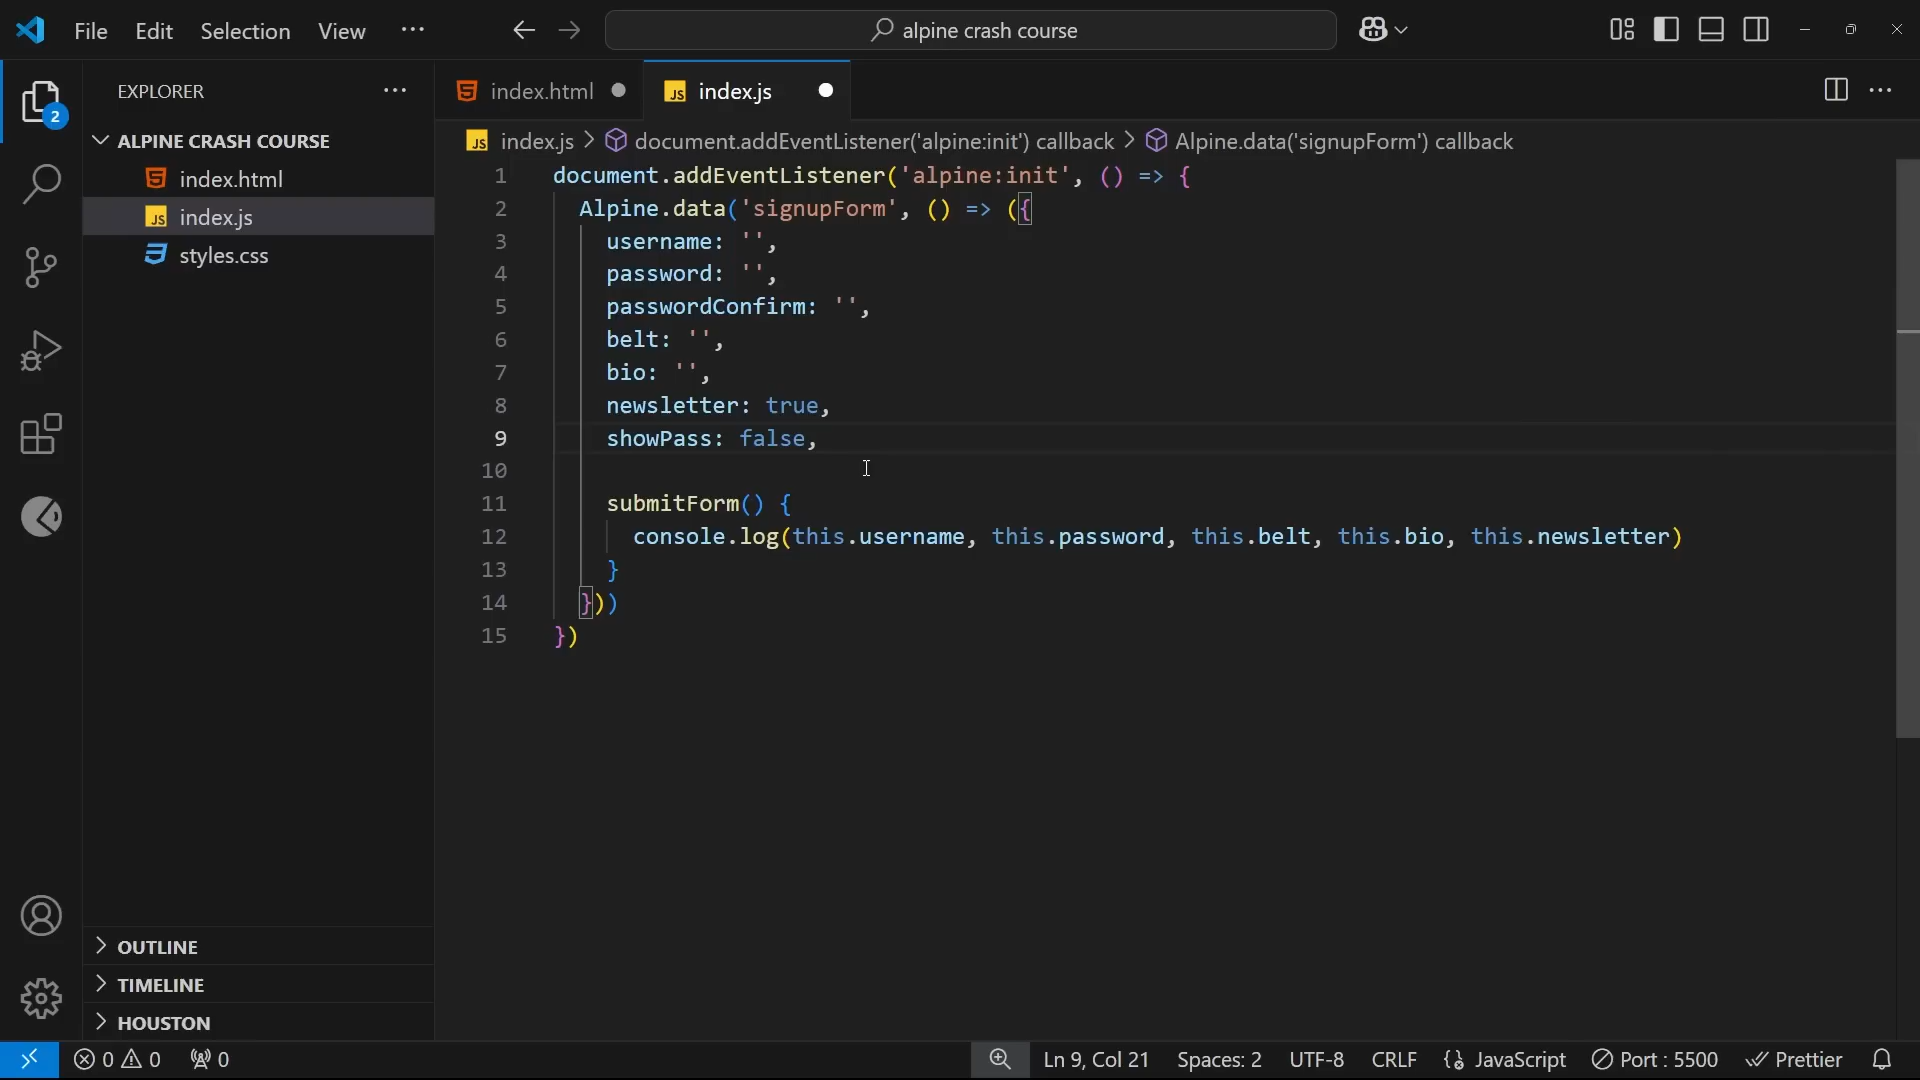 File Edit Selection View ··· alpine crash course
EXPLORER ···
index.html
index.js
2
ALPINE CRASH COURSE
index.html
index.js
styles.css
index.js > document.addEventListener('alpine:init') callback > Alpine.data('signupForm') callback
1 document.addEventListener('alpine:init', () => {
2 Alpine.data('signupForm', () => ({
3 username: '',
4 password: '',
5 passwordConfirm: '',
6 belt: '',
7 bio: '',
8 newsletter: true,
9 showPass: false,
10
11 submitForm() {
12 console.log(this.username, this.password, this.belt, this.bio, this.newsletter)
13 }
14 }))
15 })
OUTLINE
TIMELINE
HOUSTON
0 0 0 Ln 9, Col 21 Spaces: 2 UTF-8 CRLF {} JavaScript Port : 5500 Prettier